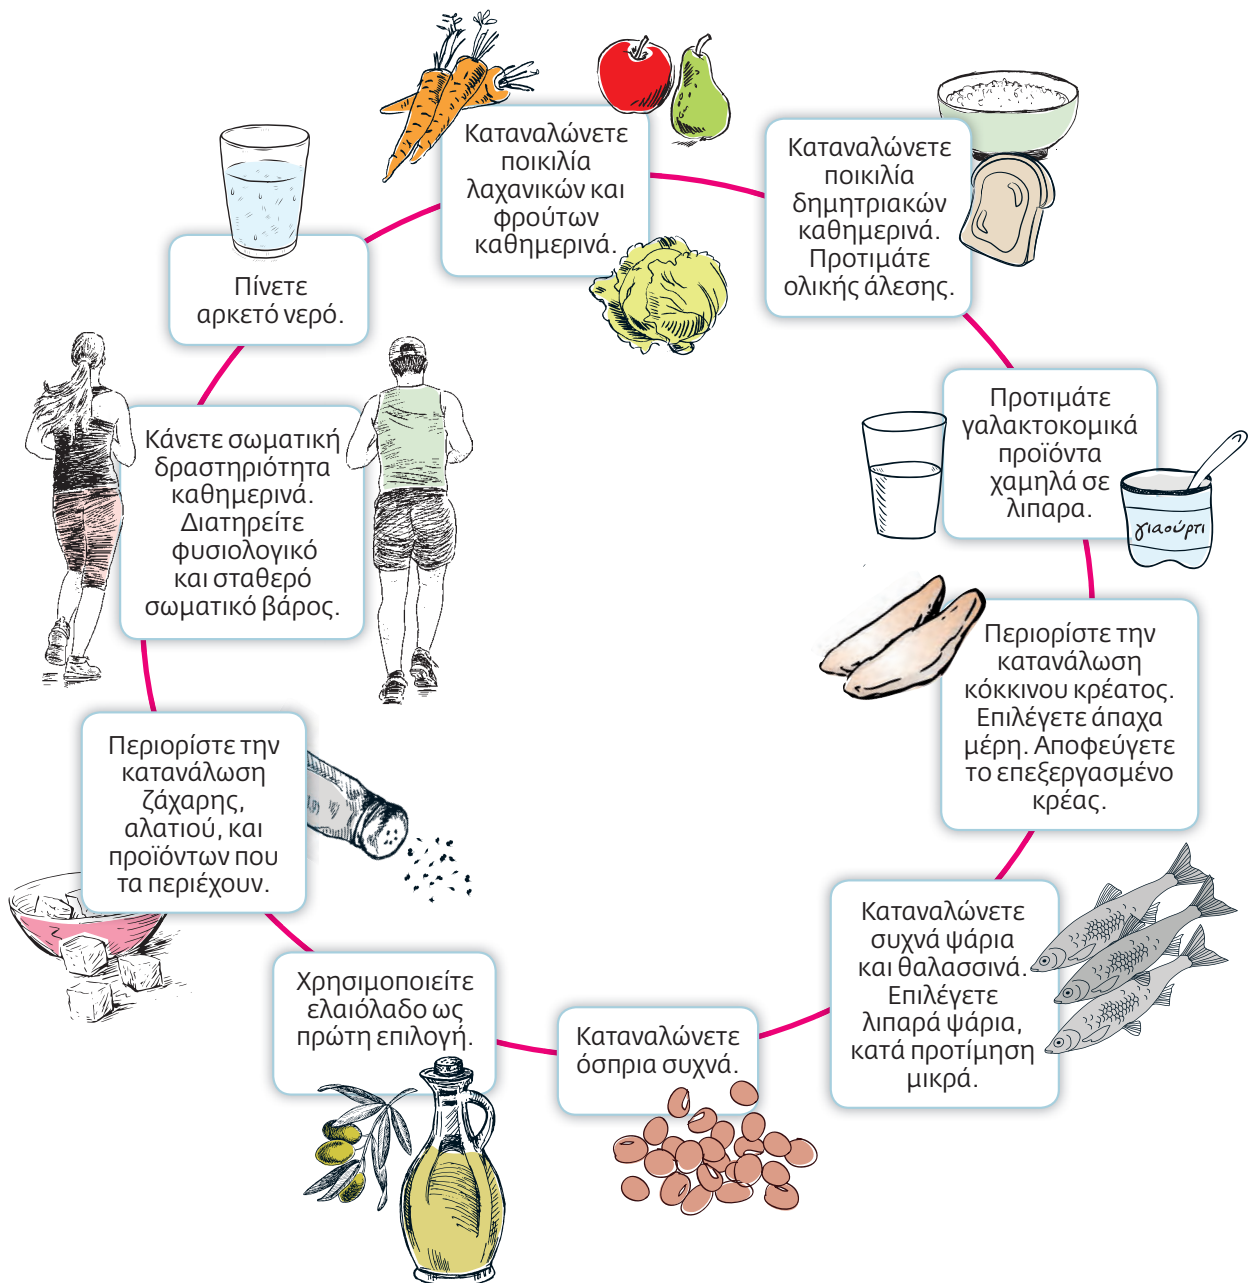 Καταναλώνετε
ποικιλία
λαχανικών και
φρούτων
καθημερινά.
Καταναλώνετε
ποικιλία
δημητριακών
καθημερινά.
Προτιμάτε
ολικής άλεσης.
Προτιμάτε
γαλακτοκομικά
προϊόντα
χαμηλά σε
λιπαρα.
γιαούρτι
Περιορίστε την
κατανάλωση
κόκκινου κρέατος.
Επιλέγετε άπαχα
μέρη. Αποφεύγετε
το επεξεργασμένο
κρέας.
Καταναλώνετε
συχνά ψάρια
και θαλασσινά.
Επιλέγετε
λιπαρά ψάρια,
κατά προτίμηση
μικρά.
Καταναλώνετε
όσπρια συχνά.
Χρησιμοποιείτε
ελαιόλαδο ως
πρώτη επιλογή.
Περιορίστε την
κατανάλωση
ζάχαρης,
αλατιού, και
προϊόντων που
τα περιέχουν.
Κάνετε σωματική
δραστηριότητα
καθημερινά.
Διατηρείτε
φυσιολογικό
και σταθερό
σωματικό βάρος.
Πίνετε
αρκετό νερό.